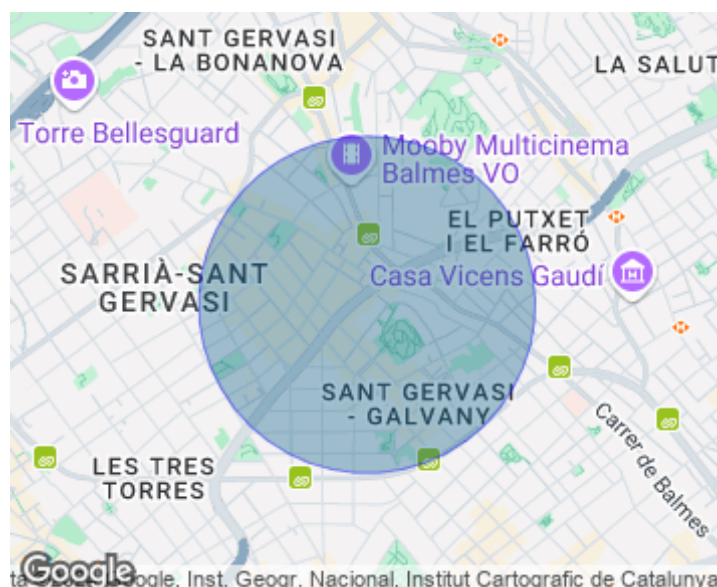 SANT GERVASI
- LA BONANOVA
LA SALUT
Torre Bellesguard
Mooby Multicinema
Balmes VO
EL PUTXET
I EL FARRÓ
SARRIÀ-SANT
GERVASI
Casa Vicens Gaudí
SANT GERVASI
- GALVANY
Carrer de Balmes
LES TRES
TORRES
Google
Google, Inst. Geogr. Nacional, Institut Cartografic de Catalunya